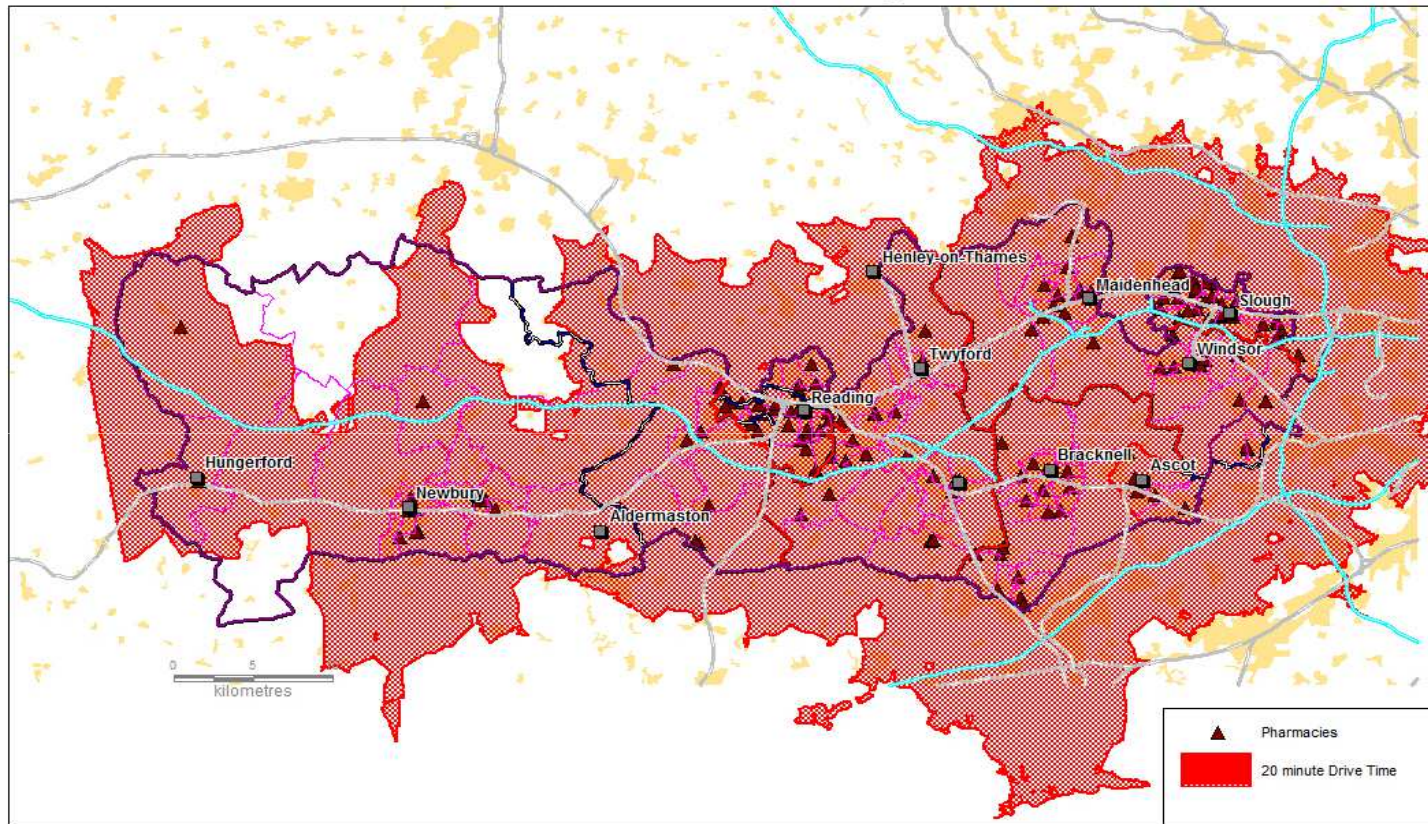 Henley-on-Thames
Maidenhead
Slough
Windsor
Twyford
Reading
Hungerford
Bracknell
Ascot
Newbury
Aldermaston
0 5
kilometres
Pharmacies
20 minute Drive Time